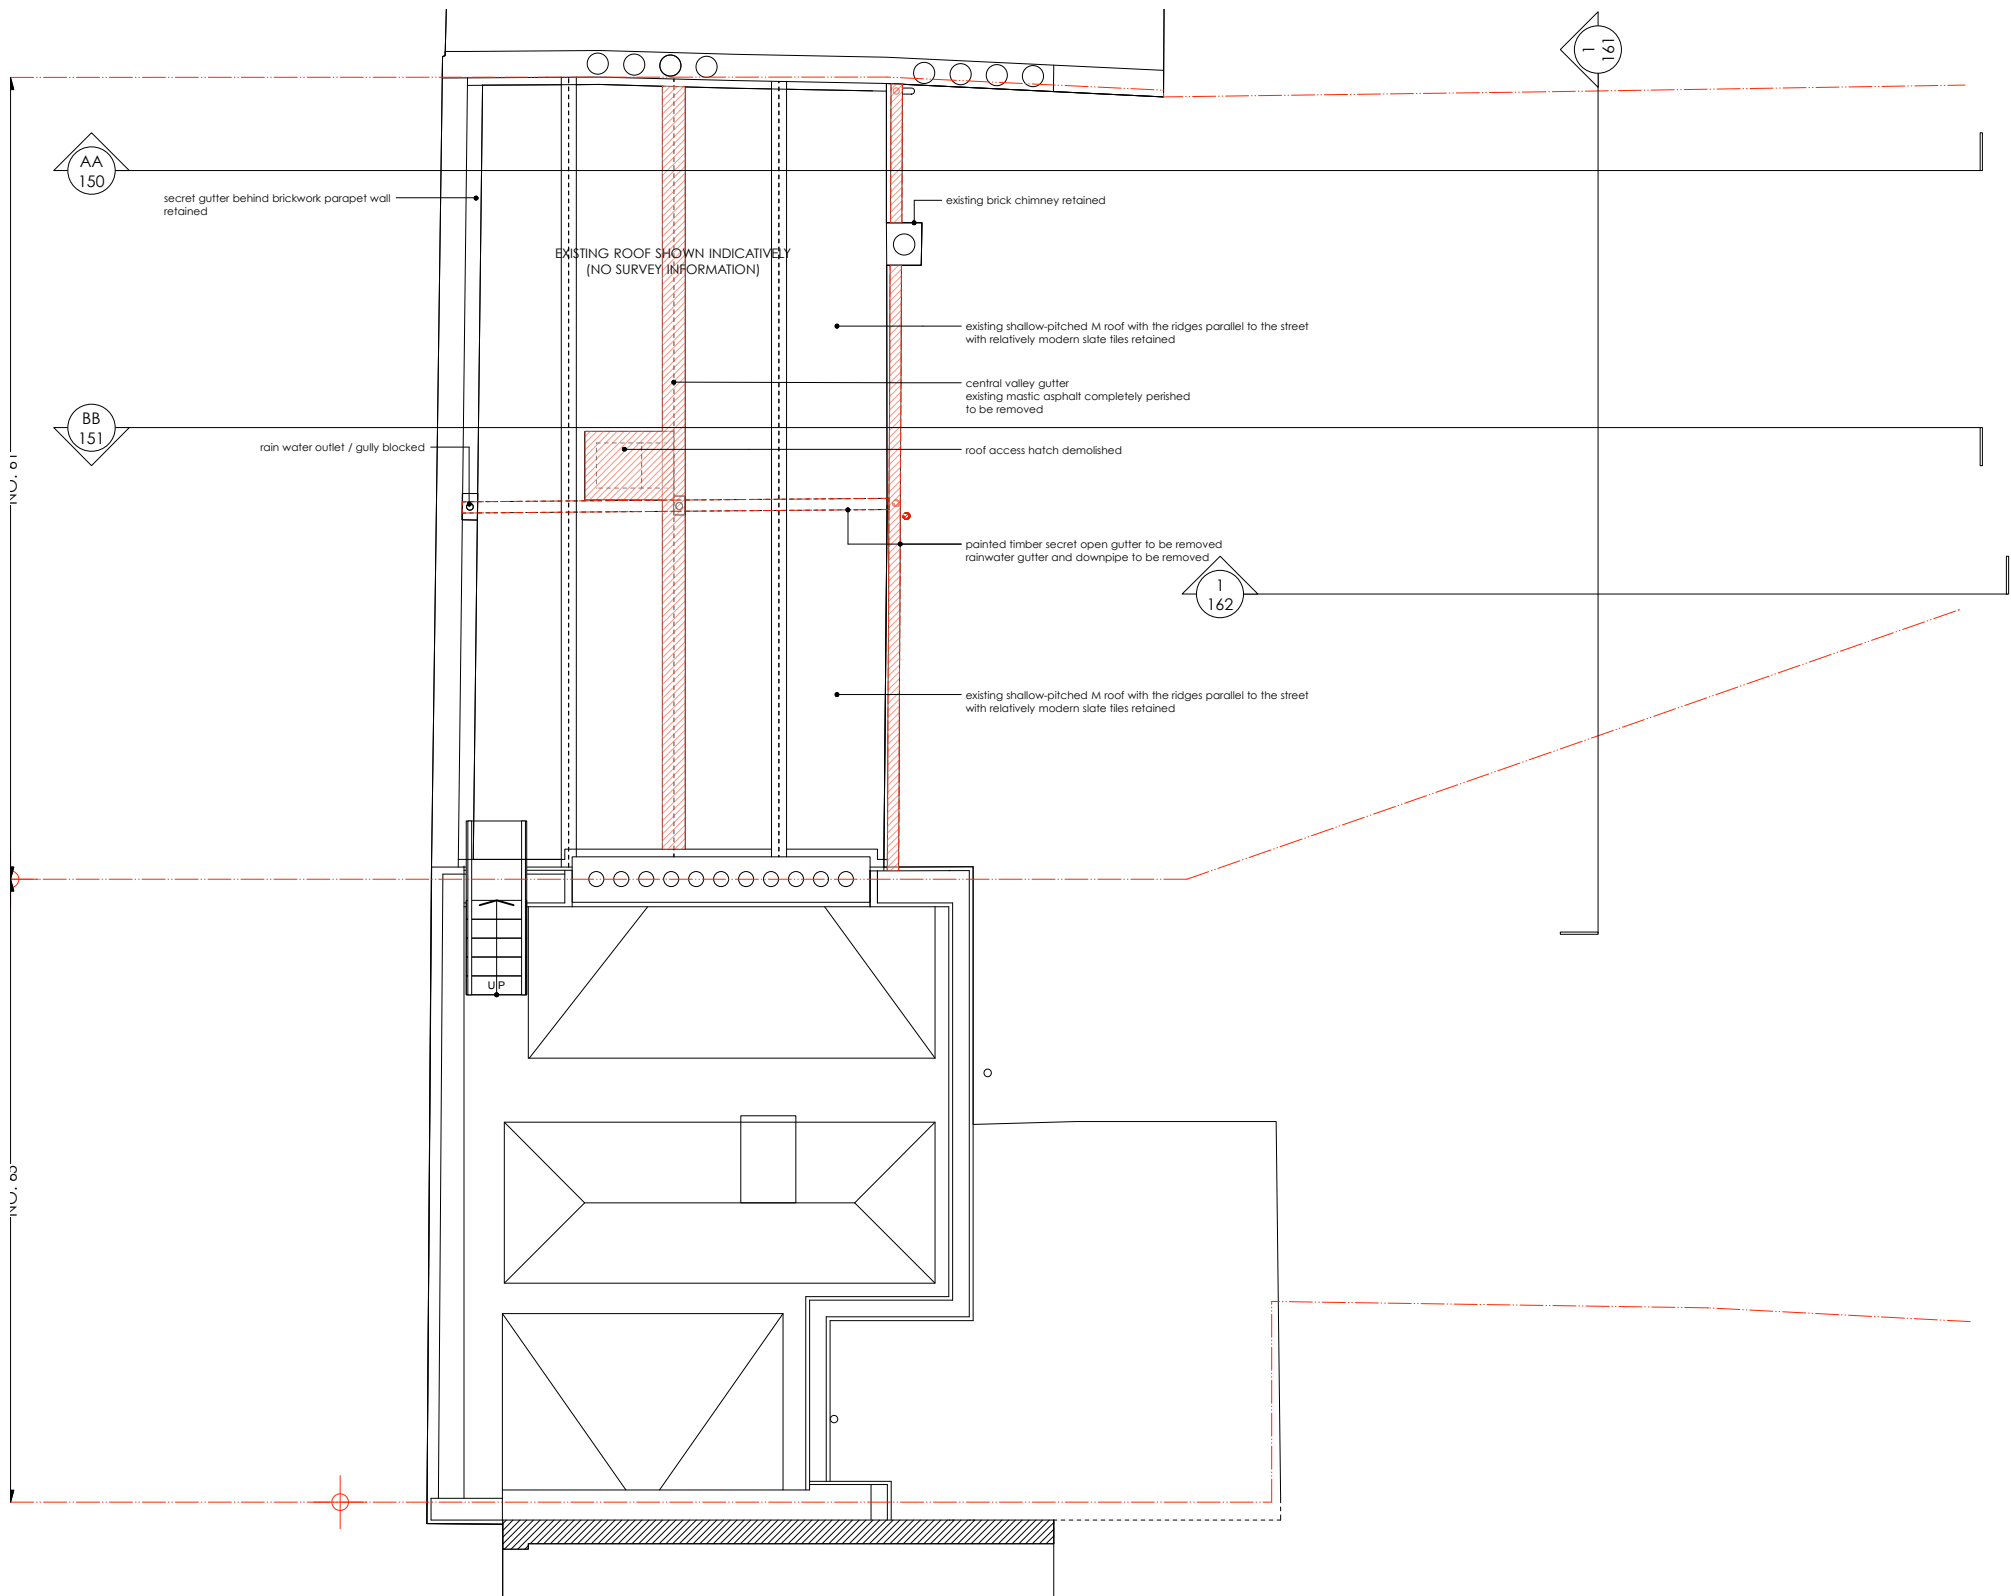 1
161
AA
150
secret gutter behind brickwork parapet wall
retained
existing brick chimney retained
EXISTING ROOF SHOWN INDICATIVELY
(NO SURVEY INFORMATION)
existing shallow-pitched M roof with the ridges parallel to the street
with relatively modern slate tiles retained
central valley gutter
existing mastic asphalt completely perished
to be removed
BB
151
rain water outlet / gully blocked
roof access hatch demolished
NO. 61
painted timber secret open gutter to be removed
rainwater gutter and downpipe to be removed
1
162
existing shallow-pitched M roof with the ridges parallel to the street
with relatively modern slate tiles retained
UP
NO.